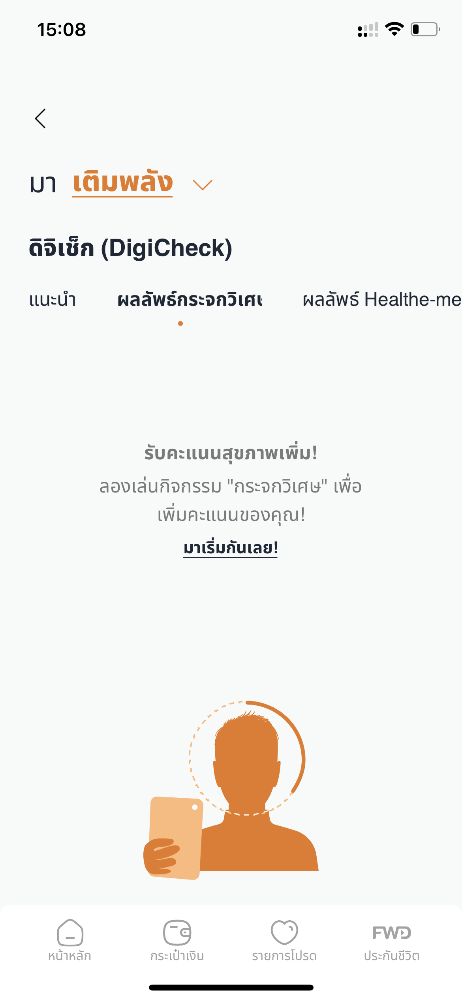 15:08
มา เติมพลัง
ดิจิเช็ก (DigiCheck)
แนะนำ ผลลัพธ์กระจกวิเศษ ผลลัพธ์ Healthe-me
รับคะแนนสุขภาพเพิ่ม!
ลองเล่นกิจกรรม "กระจกวิเศษ" เพื่อ
เพิ่มคะแนนของคุณ!
มาเริ่มกันเลย!
หน้าหลัก กระเป๋าเงิน รายการโปรด FWD ประกันชีวิต